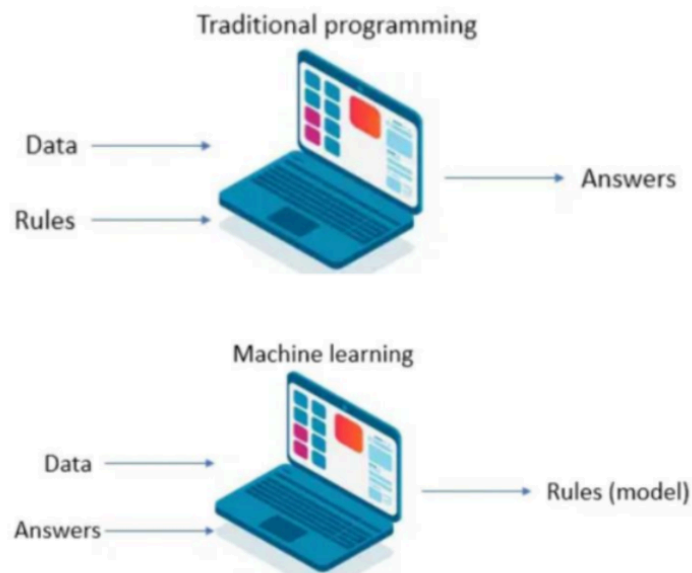 Traditional programming
Data
Rules
Answers
Machine learning
Data
Answers
Rules (model)